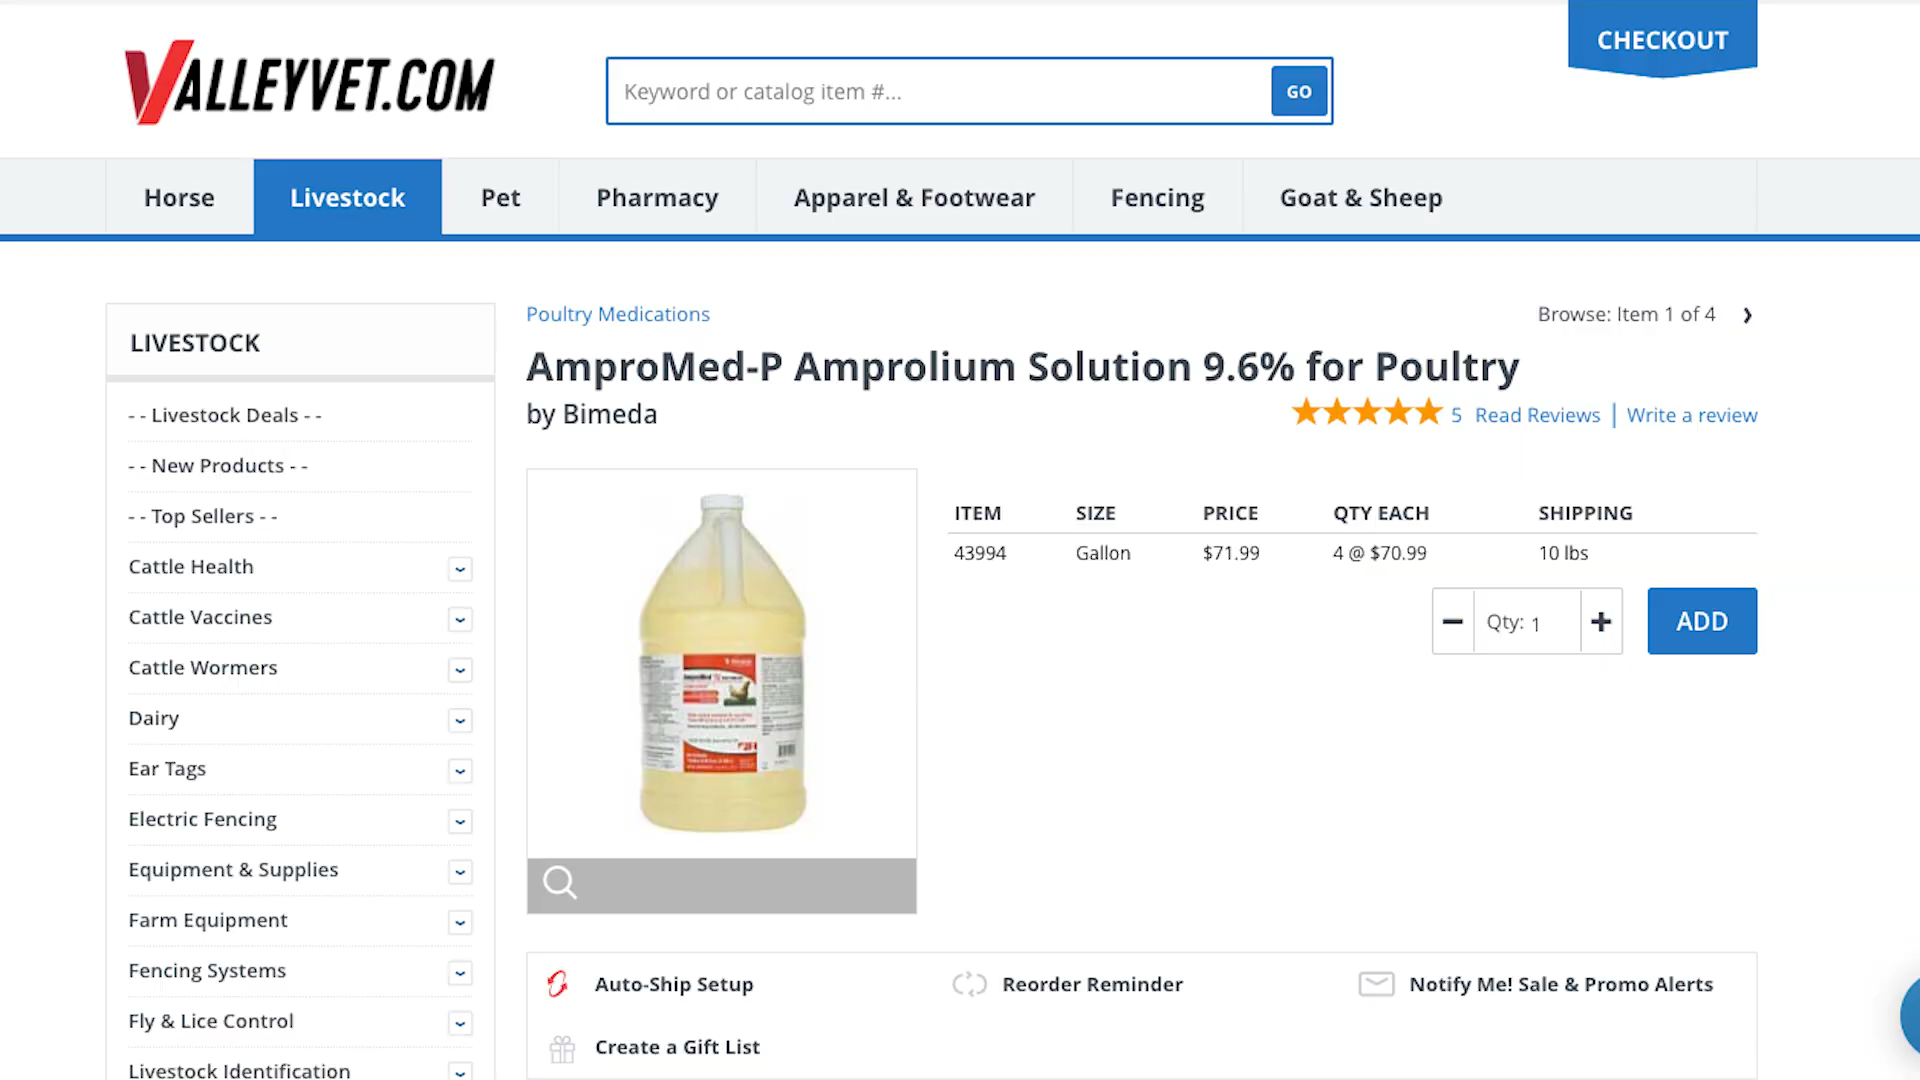 VALLEYVET.COM
Keyword or catalog item #...
GO
CHECKOUT
Horse
Livestock
Pet
Pharmacy
Apparel & Footwear
Fencing
Goat & Sheep
LIVESTOCK
- - Livestock Deals - -
- - New Products - -
- - Top Sellers - -
Cattle Health
Cattle Vaccines
Cattle Wormers
Dairy
Ear Tags
Electric Fencing
Equipment & Supplies
Farm Equipment
Fencing Systems
Fly & Lice Control
Livestock Identification
Poultry Medications
Browse: Item 1 of 4
AmproMed-P Amprolium Solution 9.6% for Poultry
by Bimeda
5 Read Reviews | Write a review
ITEM SIZE PRICE QTY EACH SHIPPING
43994 Gallon $71.99 4 @ $70.99 10 lbs
Qty: 1
ADD
Auto-Ship Setup
Reorder Reminder
Notify Me! Sale & Promo Alerts
Create a Gift List